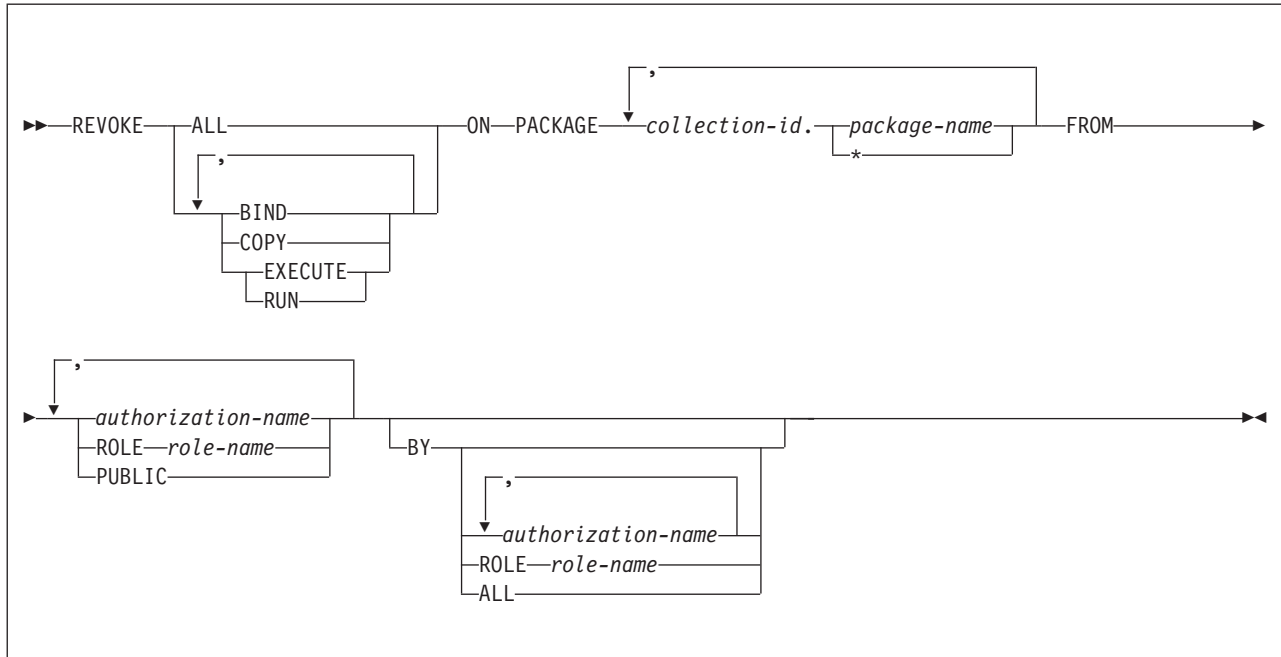 ,
REVOKE ALL ON PACKAGE collection-id. package-name FROM
, *
BIND
COPY
EXECUTE
RUN
,
authorization-name
ROLE role-name BY
PUBLIC ,
authorization-name
ROLE role-name
ALL